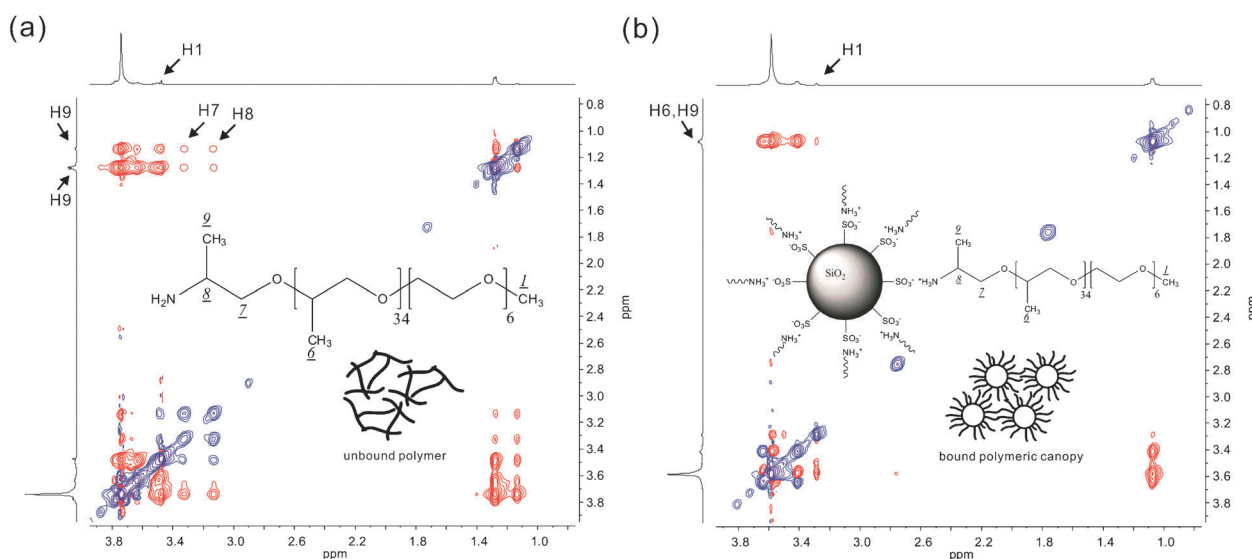 (a)
H1
H9
H7
H8
H9
0.8
1.0
1.2
1.4
1.6
1.8
2.0
2.2
2.4
2.6
2.8
3.0
3.2
3.4
3.6
3.8
ppm
9
CH₃
H₂N
8
7
O
O
O
CH₃
1
34
6
CH₃
6
unbound polymer
3.8
3.4
3.0
2.6
2.2
1.8
1.4
1.0
ppm
(b)
H1
H6,H9
0.8
1.0
1.2
1.4
1.6
1.8
2.0
2.2
2.4
2.6
2.8
3.0
3.2
3.4
3.6
3.8
ppm
NH₃⁺
NH₃⁺
⁺H₃N
SO₃⁻
⁻O₃S
SO₃⁻
9
CH₃
SiO₂
NH₃⁺ ⁻O₃S
SO₃⁻ ⁺H₃N
8
7
O
O
O
CH₃
1
34
6
CH₃
6
⁻O₃S
SO₃⁻
SO₃⁻
NH₃⁺
NH₃⁺
⁺H₃N
bound polymeric canopy
3.8
3.4
3.0
2.6
2.2
1.8
1.4
1.0
ppm